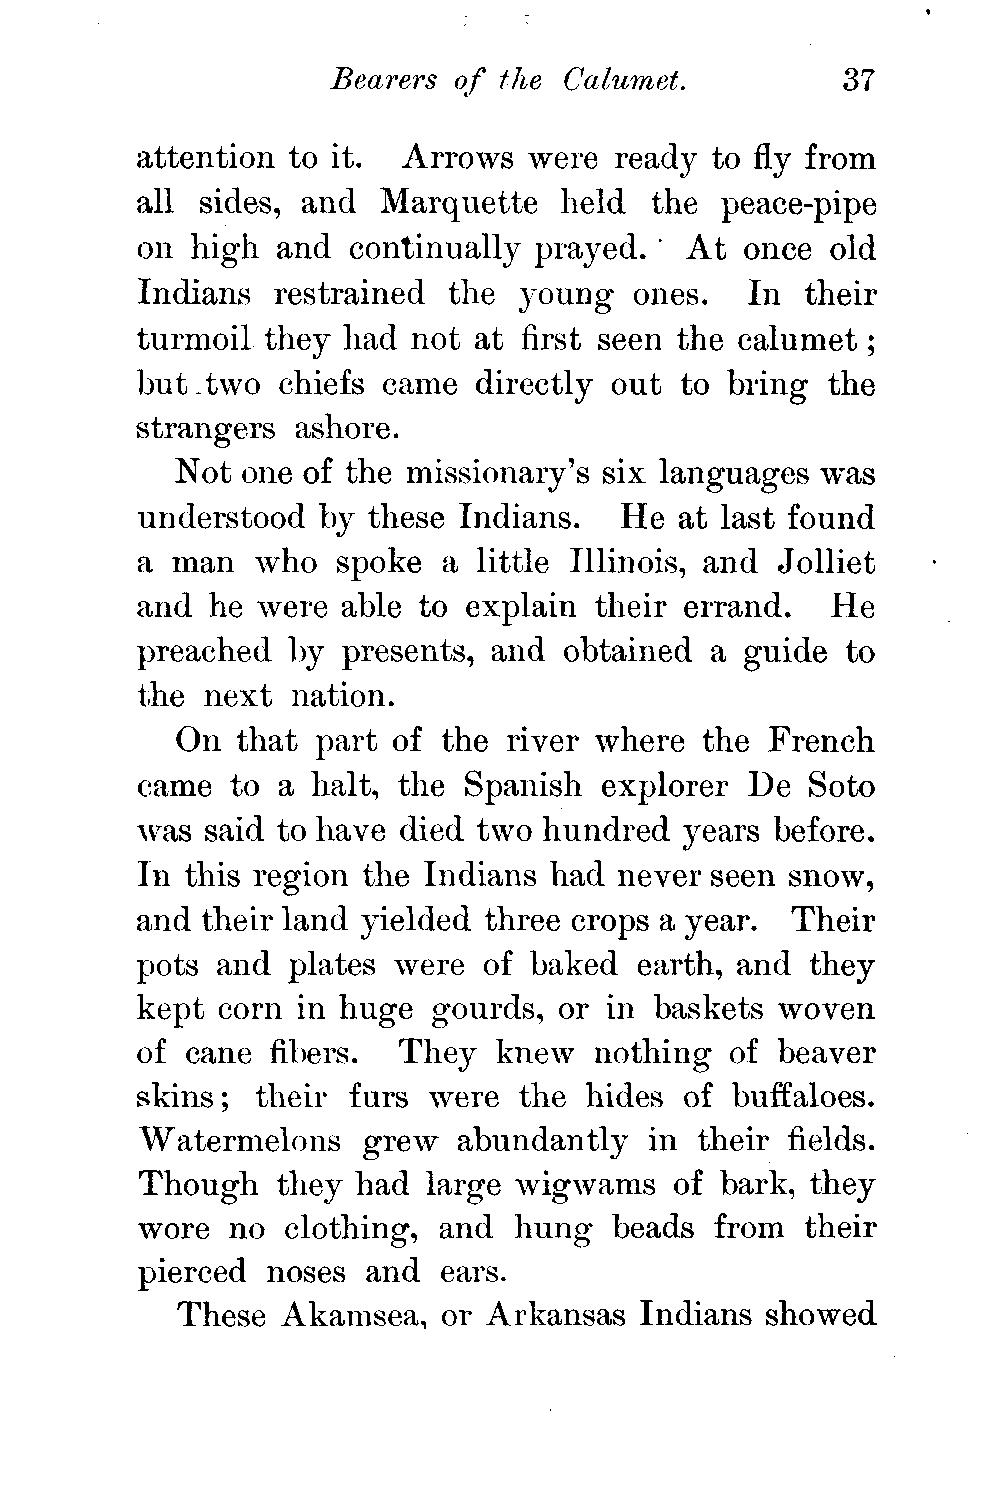 Bearers of the Calumet. 37
attention to it. Arrows were ready to fly from
all sides, and Marquette held the peace-pipe
on high and continually prayed. At once old
Indians restrained the young ones. In their
turmoil they had not at first seen the calumet;
but two chiefs came directly out to bring the
strangers ashore.
Not one of the missionary's six languages was
understood by these Indians. He at last found
a man who spoke a little Illinois, and Jolliet
and he were able to explain their errand. He
preached by presents, and obtained a guide to
the next nation.
On that part of the river where the French
came to a halt, the Spanish explorer De Soto
was said to have died two hundred years before.
In this region the Indians had never seen snow,
and their land yielded three crops a year. Their
pots and plates were of baked earth, and they
kept corn in huge gourds, or in baskets woven
of cane fibers. They knew nothing of beaver
skins; their furs were the hides of buffaloes.
Watermelons grew abundantly in their fields.
Though they had large wigwams of bark, they
wore no clothing, and hung beads from their
pierced noses and ears.
These Akamsea, or Arkansas Indians showed